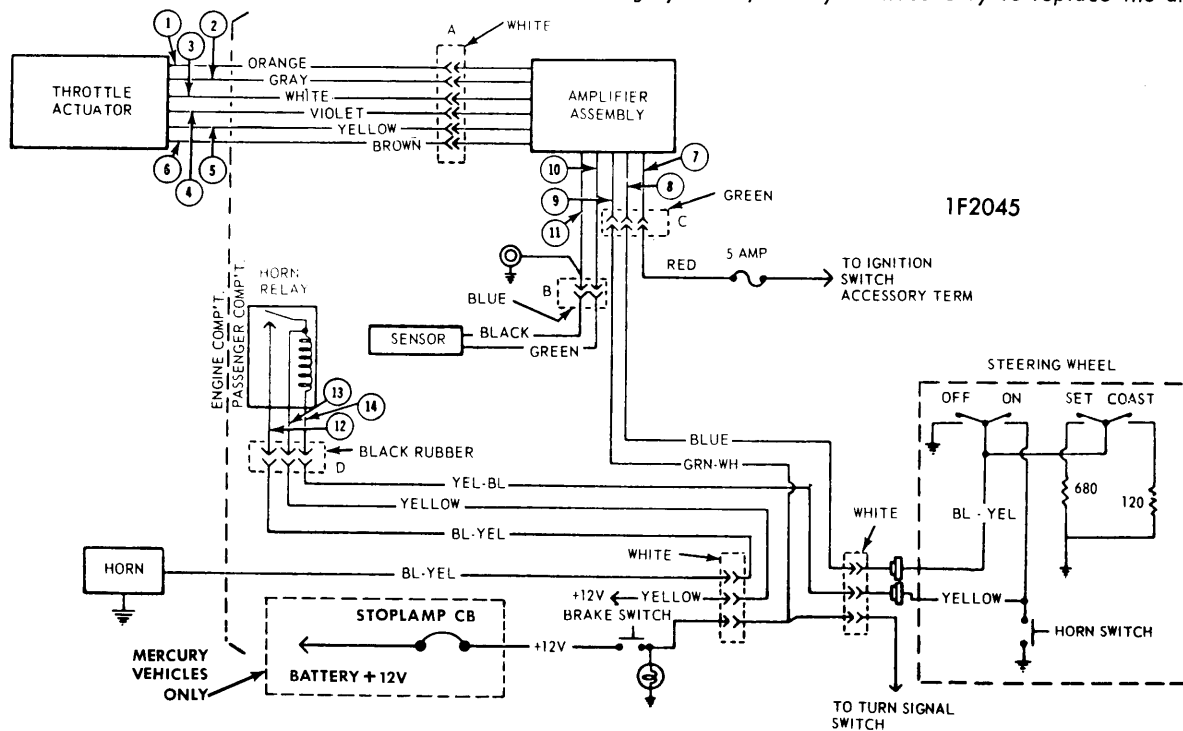 1
2
3
A
WHITE
THROTTLE
ACTUATOR
ORANGE
GRAY
WHITE
VIOLET
YELLOW
BROWN
6
4
5
AMPLIFIER
ASSEMBLY
10
7
9
8
11
GREEN
C
1F2045
RED
5 AMP
TO IGNITION
SWITCH
ACCESSORY TERM
ENGINE COMP'T.
PASSENGER COMP'T.
HORN
RELAY
B
BLUE
SENSOR
BLACK
GREEN
13
14
12
BLACK RUBBER
D
STEERING WHEEL
OFF
ON
SET
COAST
BLUE
GRN-WH
YEL-BL
YELLOW
BL-YEL
680
120
BL-YEL
WHITE
WHITE
HORN
BL-YEL
+12V
YELLOW
BRAKE SWITCH
YELLOW
HORN SWITCH
STOPLAMP CB
+12V
BATTERY +12V
MERCURY
VEHICLES
ONLY
TO TURN SIGNAL
SWITCH